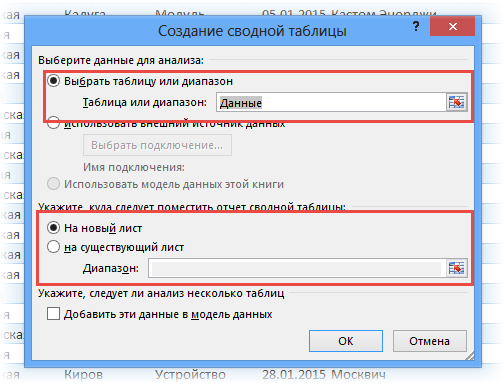 Калуга Модуль 05.01.2015 Кастом Энерджи
Создание сводной таблицы ? ×
Выберите данные для анализа:
Выбрать таблицу или диапазон
Таблица или диапазон: Данные
Использовать внешний источник данных
Выбрать подключение...
Имя подключения:
Использовать модель данных этой книги
Укажите, куда следует поместить отчет сводной таблицы:
На новый лист
На существующий лист
Диапазон:
Укажите, следует ли анализ несколько таблиц
Добавить эти данные в модель данных
ОК Отмена
Киров Устройство 28.01.2015 Москвич